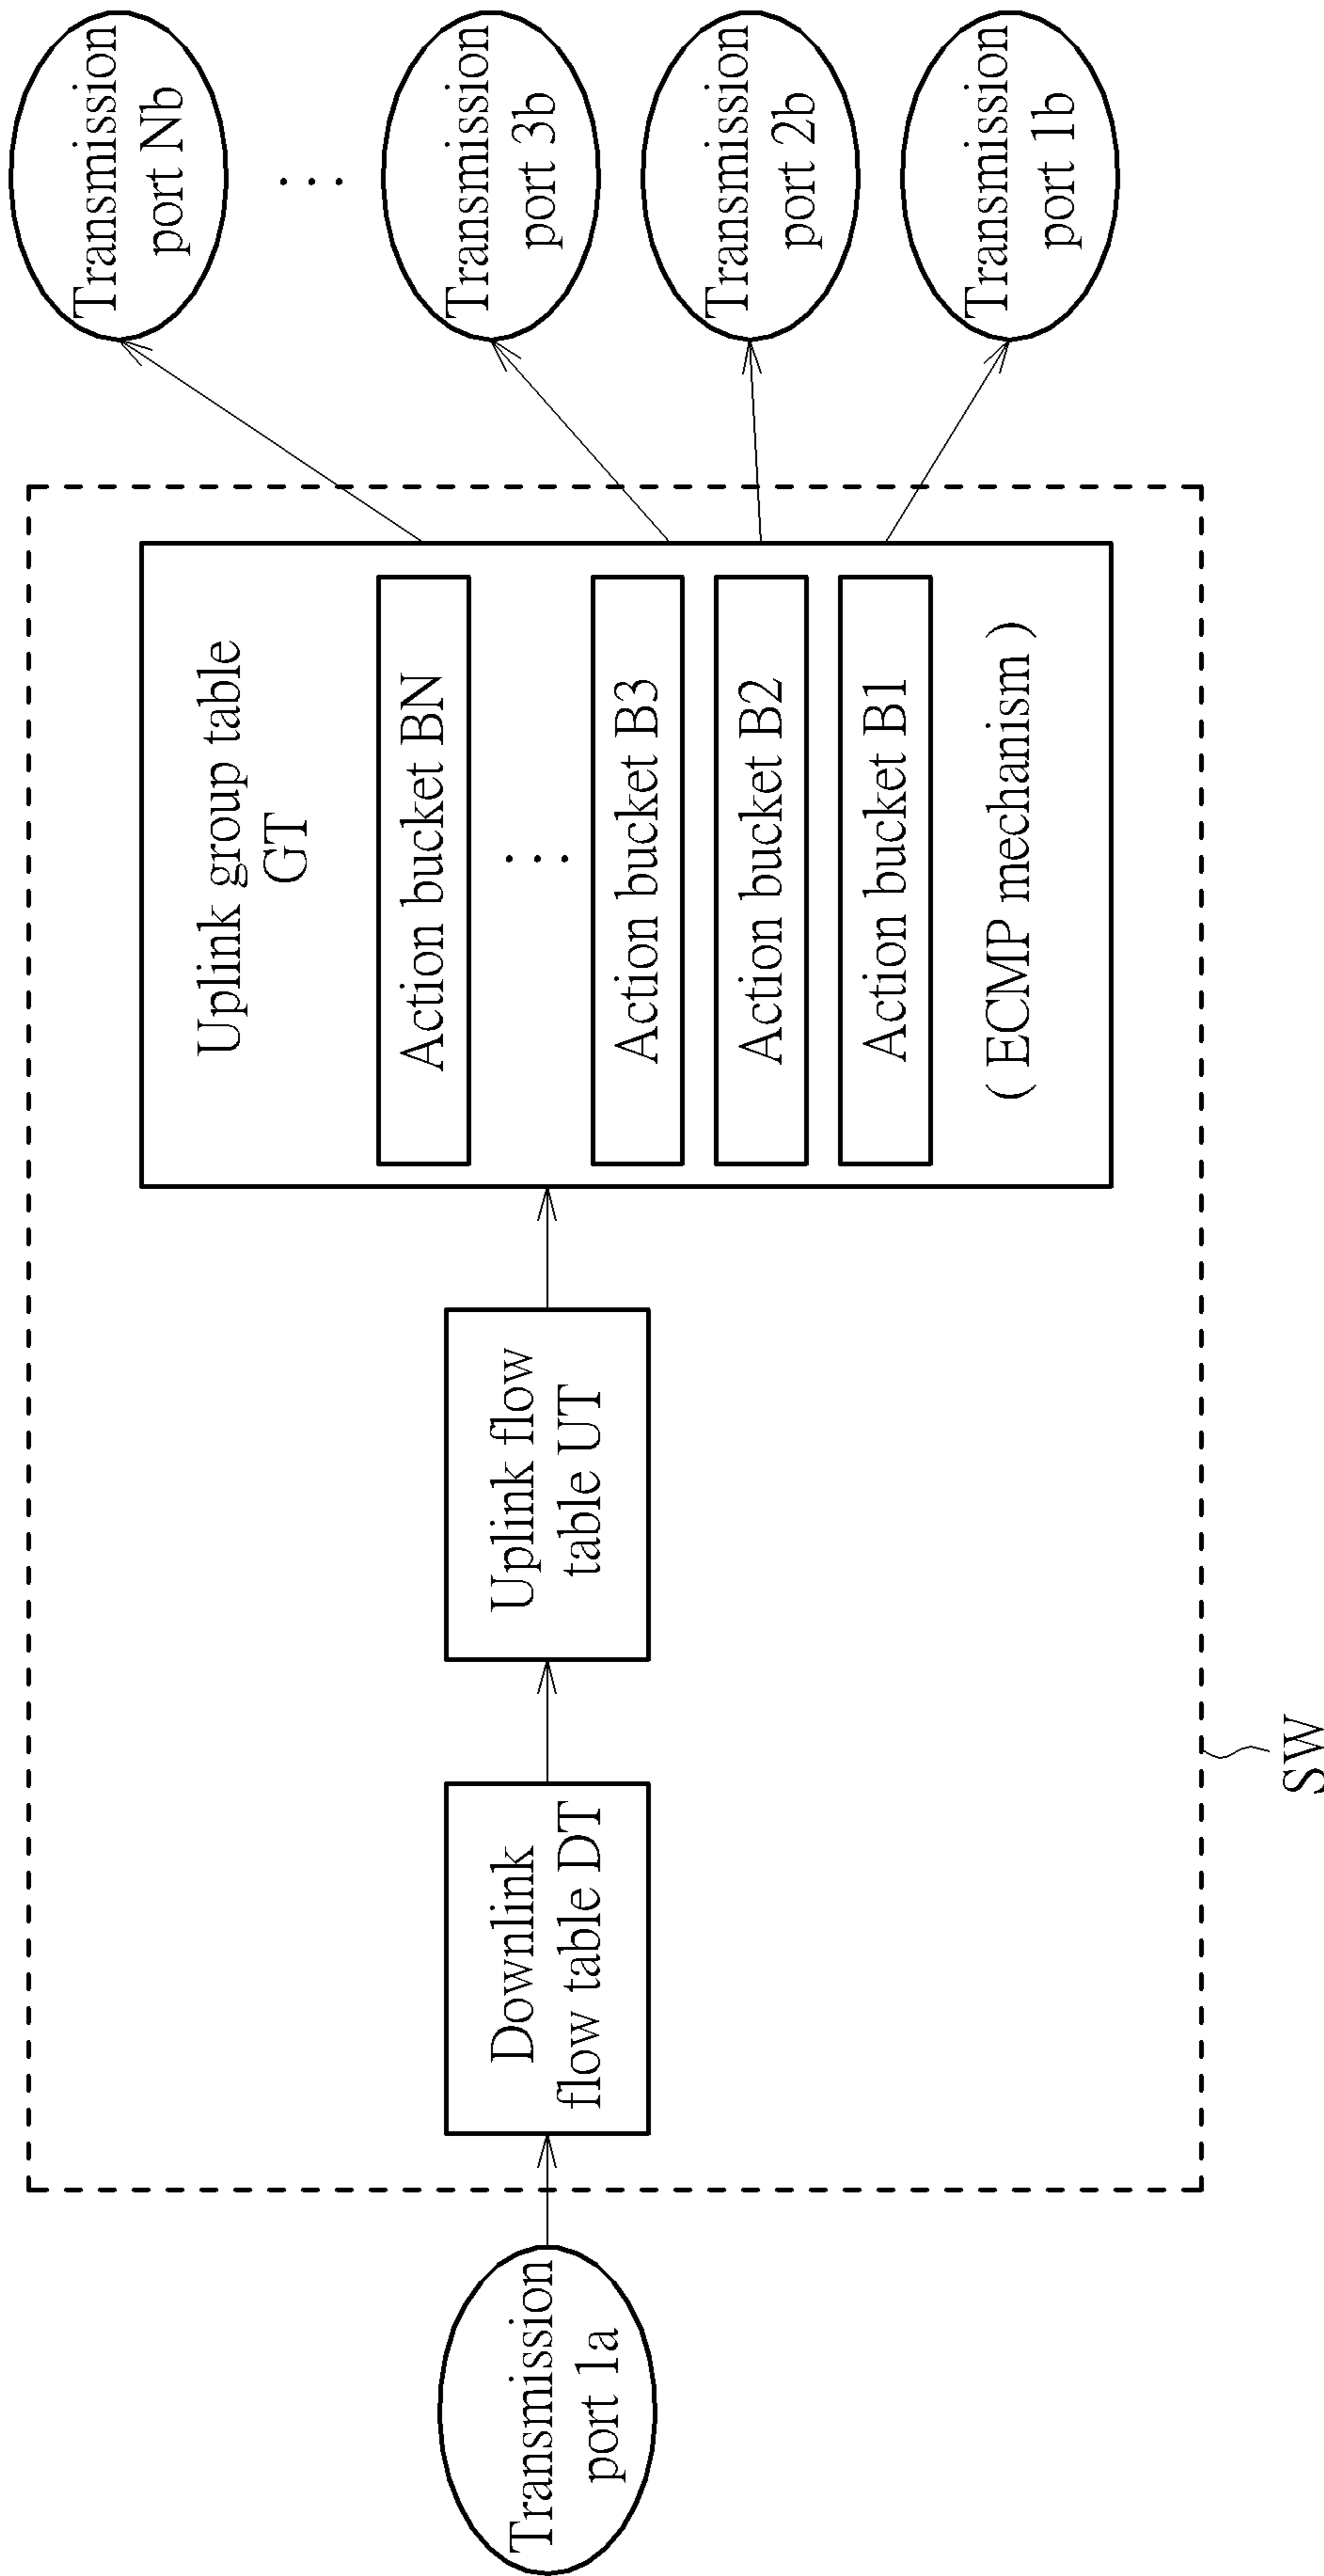 Transmission
port 1a
Downlink
flow table DT
Uplink flow
table UT
Uplink group table
GT
Action bucket BN
⋮
Action bucket B3
Action bucket B2
Action bucket B1
( ECMP mechanism )
Transmission
port Nb
⋮
Transmission
port 3b
Transmission
port 2b
Transmission
port 1b
SW